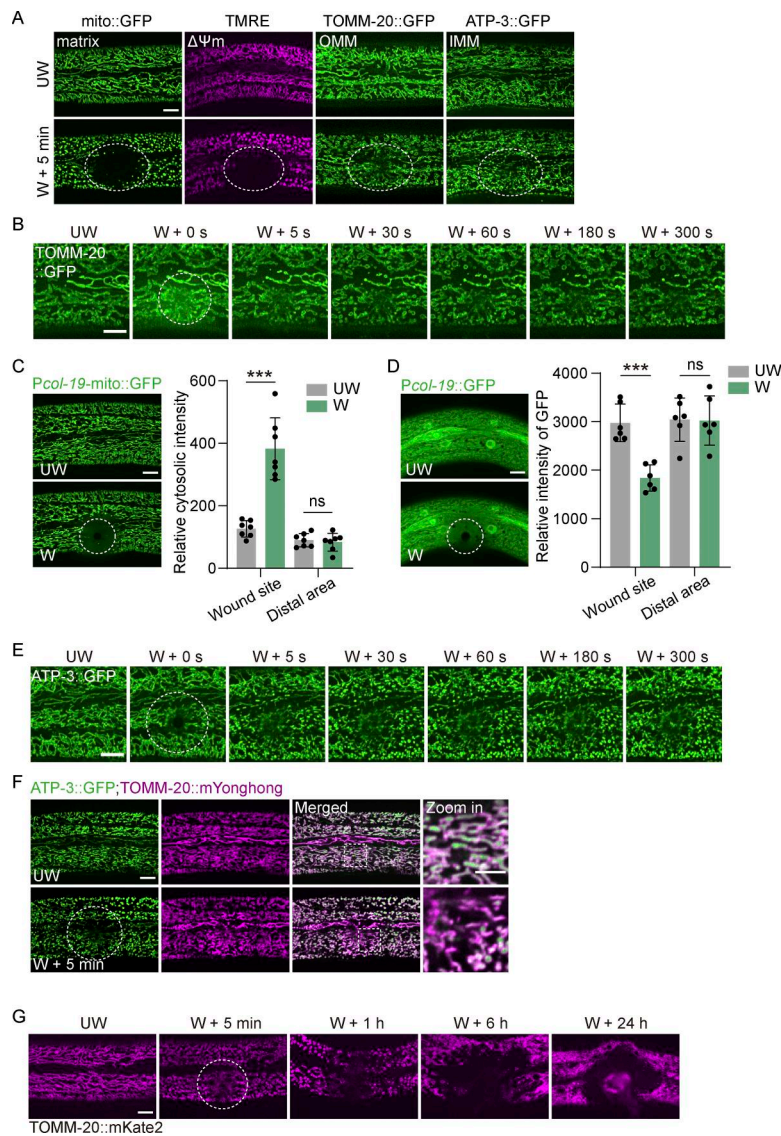 A
mito::GFP TMRE TOMM-20::GFP ATP-3::GFP
matrix ΔΨm OMM IMM
UW
W + 5 min
B
UW W + 0 s W + 5 s W + 30 s W + 60 s W + 180 s W + 300 s
TOMM-20
::GFP
C
Pcol-19-mito::GFP
UW
W
Relative cytosolic intensity
600
400
200
0
***
ns
UW
W
Wound site
Distal area
D
Pcol-19::GFP
UW
W
Relative intensity of GFP
4000
3000
2000
1000
0
***
ns
UW
W
Wound site
Distal area
E
UW W + 0 s W + 5 s W + 30 s W + 60 s W + 180 s W + 300 s
ATP-3::GFP
F
ATP-3::GFP;TOMM-20::mYonghong
Merged Zoom in
UW
W + 5 min
G
UW W + 5 min W + 1 h W + 6 h W + 24 h
TOMM-20::mKate2